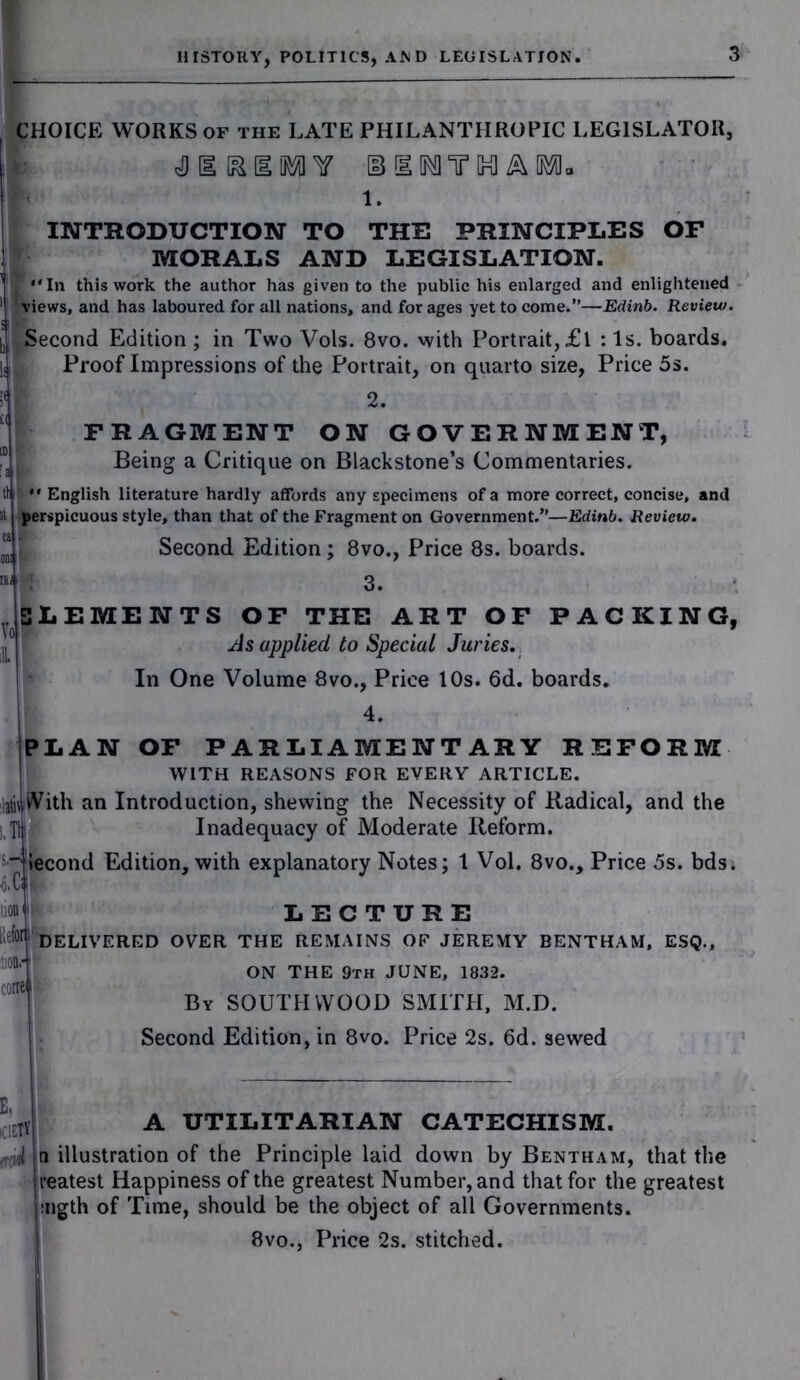 HISTORY, POLITICS, AND LEGISLATION. 3
CHOICE WORKS OF THE LATE PHILANTHROPIC LEGISLATOR,
JEREMY BENTHAM.
1.
INTRODUCTION TO THE PRINCIPLES OF
MORALS AND LEGISLATION.
"In this work the author has given to the public his enlarged and enlightened
views, and has laboured for all nations, and for ages yet to come."—Edinb. Review.
Second Edition; in Two Vols. 8vo. with Portrait, £1 : 1s. boards.
Proof Impressions of the Portrait, on quarto size, Price 5s.
2.
FRAGMENT ON GOVERNMENT,
Being a Critique on Blackstone's Commentaries.
"English literature hardly affords any specimens of a more correct, concise, and
perspicuous style, than that of the Fragment on Government."—Edinb. Review.
Second Edition; 8vo., Price 8s. boards.
3.
ELEMENTS OF THE ART OF PACKING,
As applied to Special Juries.
In One Volume 8vo., Price 10s. 6d. boards.
4.
PLAN OF PARLIAMENTARY REFORM
WITH REASONS FOR EVERY ARTICLE.
With an Introduction, shewing the Necessity of Radical, and the
Inadequacy of Moderate Reform.
Second Edition, with explanatory Notes; 1 Vol. 8vo., Price 5s. bds.
LECTURE
DELIVERED OVER THE REMAINS OF JEREMY BENTHAM, ESQ.,
ON THE 9TH JUNE, 1832.
By SOUTHWOOD SMITH, M.D.
Second Edition, in 8vo. Price 2s. 6d. sewed
A UTILITARIAN CATECHISM.
n illustration of the Principle laid down by BENTHAM, that the
reatest Happiness of the greatest Number, and that for the greatest
ngth of Time, should be the object of all Governments.
8vo., Price 2s. stitched.